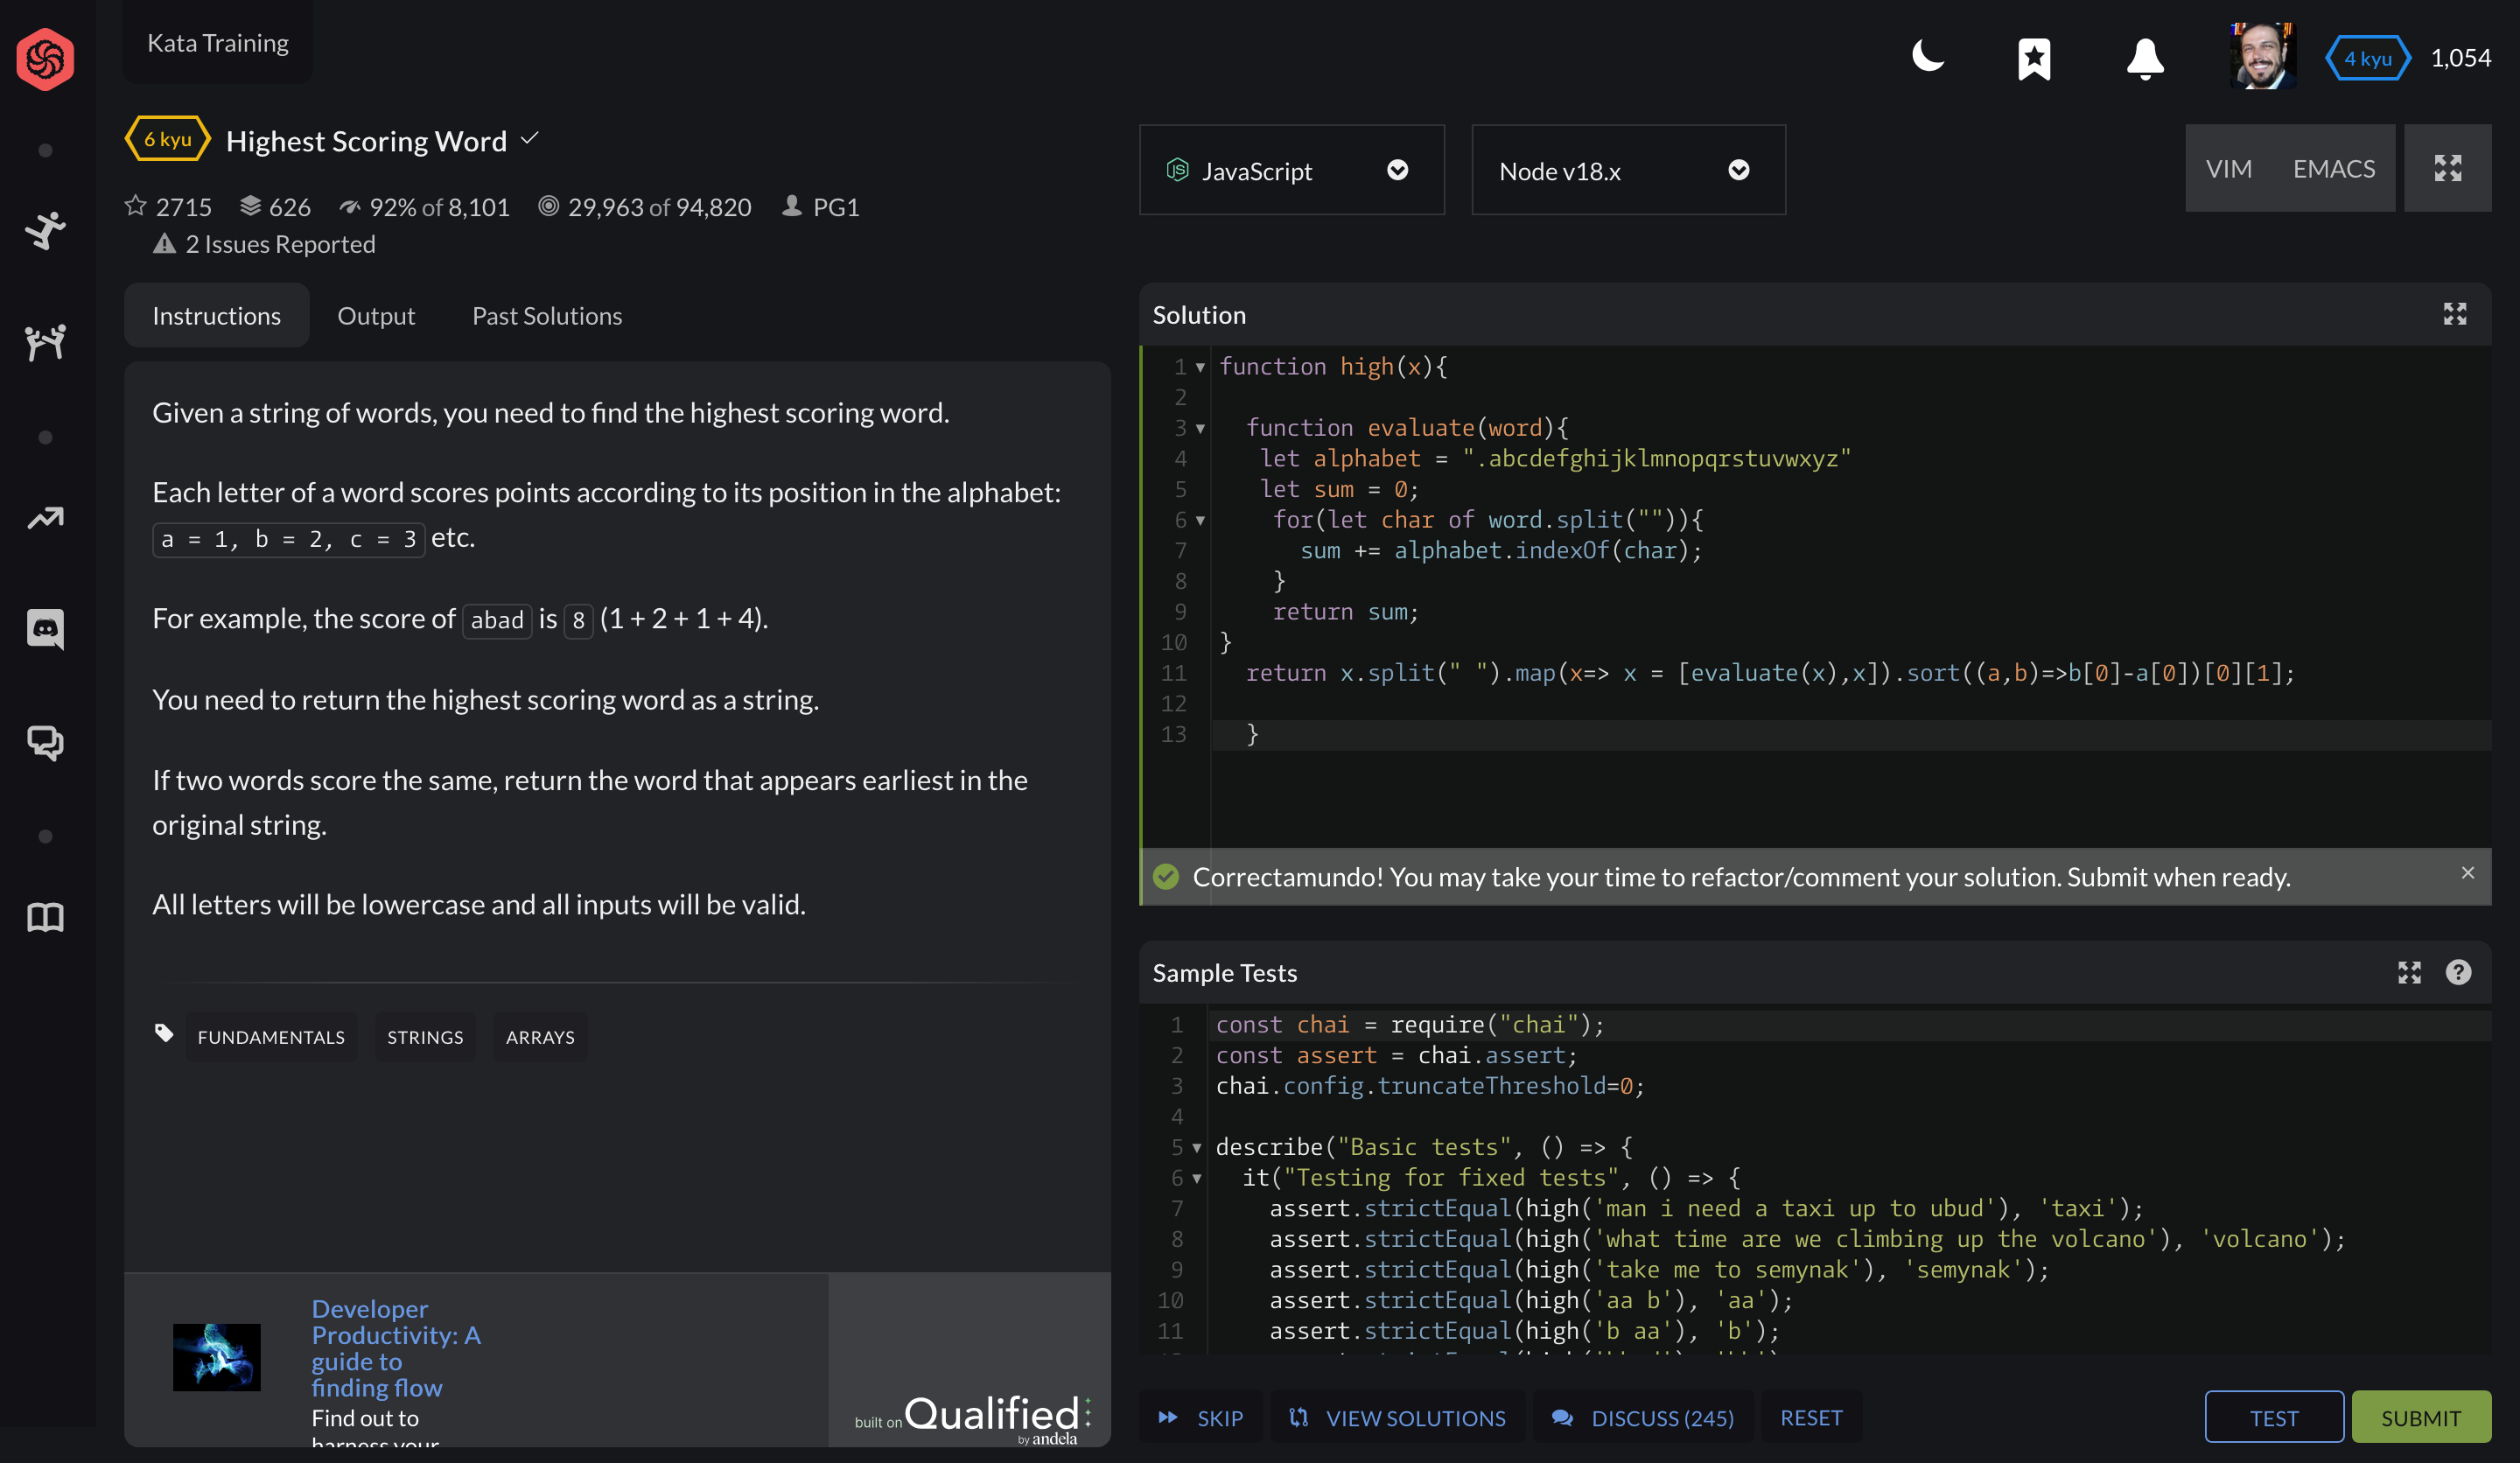 Kata Training
4 kyu
1,054
6 kyu
Highest Scoring Word
2715 626 92% of 8,101 29,963 of 94,820 PG1
2 Issues Reported
Instructions
Output
Past Solutions
Given a string of words, you need to find the highest scoring word.
Each letter of a word scores points according to its position in the alphabet:
a = 1, b = 2, c = 3 etc.
For example, the score of abad is 8 (1 + 2 + 1 + 4).
You need to return the highest scoring word as a string.
If two words score the same, return the word that appears earliest in the
original string.
All letters will be lowercase and all inputs will be valid.
FUNDAMENTALS
STRINGS
ARRAYS
Developer
Productivity: A
guide to
finding flow
Find out to
harness your
built on Qualified
by andela
JS JavaScript
Node v18.x
VIM
EMACS
Solution
1 function high(x){
2
3 function evaluate(word){
4 let alphabet = ".abcdefghijklmnopqrstuvwxyz"
5 let sum = 0;
6 for(let char of word.split("")){
7 sum += alphabet.indexOf(char);
8 }
9 return sum;
10 }
11 return x.split(" ").map(x=> x = [evaluate(x),x]).sort((a,b)=>b[0]-a[0])[0][1];
12
13 }
Correctamundo! You may take your time to refactor/comment your solution. Submit when ready.
Sample Tests
1 const chai = require("chai");
2 const assert = chai.assert;
3 chai.config.truncateThreshold=0;
4
5 describe("Basic tests", () => {
6 it("Testing for fixed tests", () => {
7 assert.strictEqual(high('man i need a taxi up to ubud'), 'taxi');
8 assert.strictEqual(high('what time are we climbing up the volcano'), 'volcano');
9 assert.strictEqual(high('take me to semynak'), 'semynak');
10 assert.strictEqual(high('aa b'), 'aa');
11 assert.strictEqual(high('b aa'), 'b');
SKIP
VIEW SOLUTIONS
DISCUSS (245)
RESET
TEST
SUBMIT